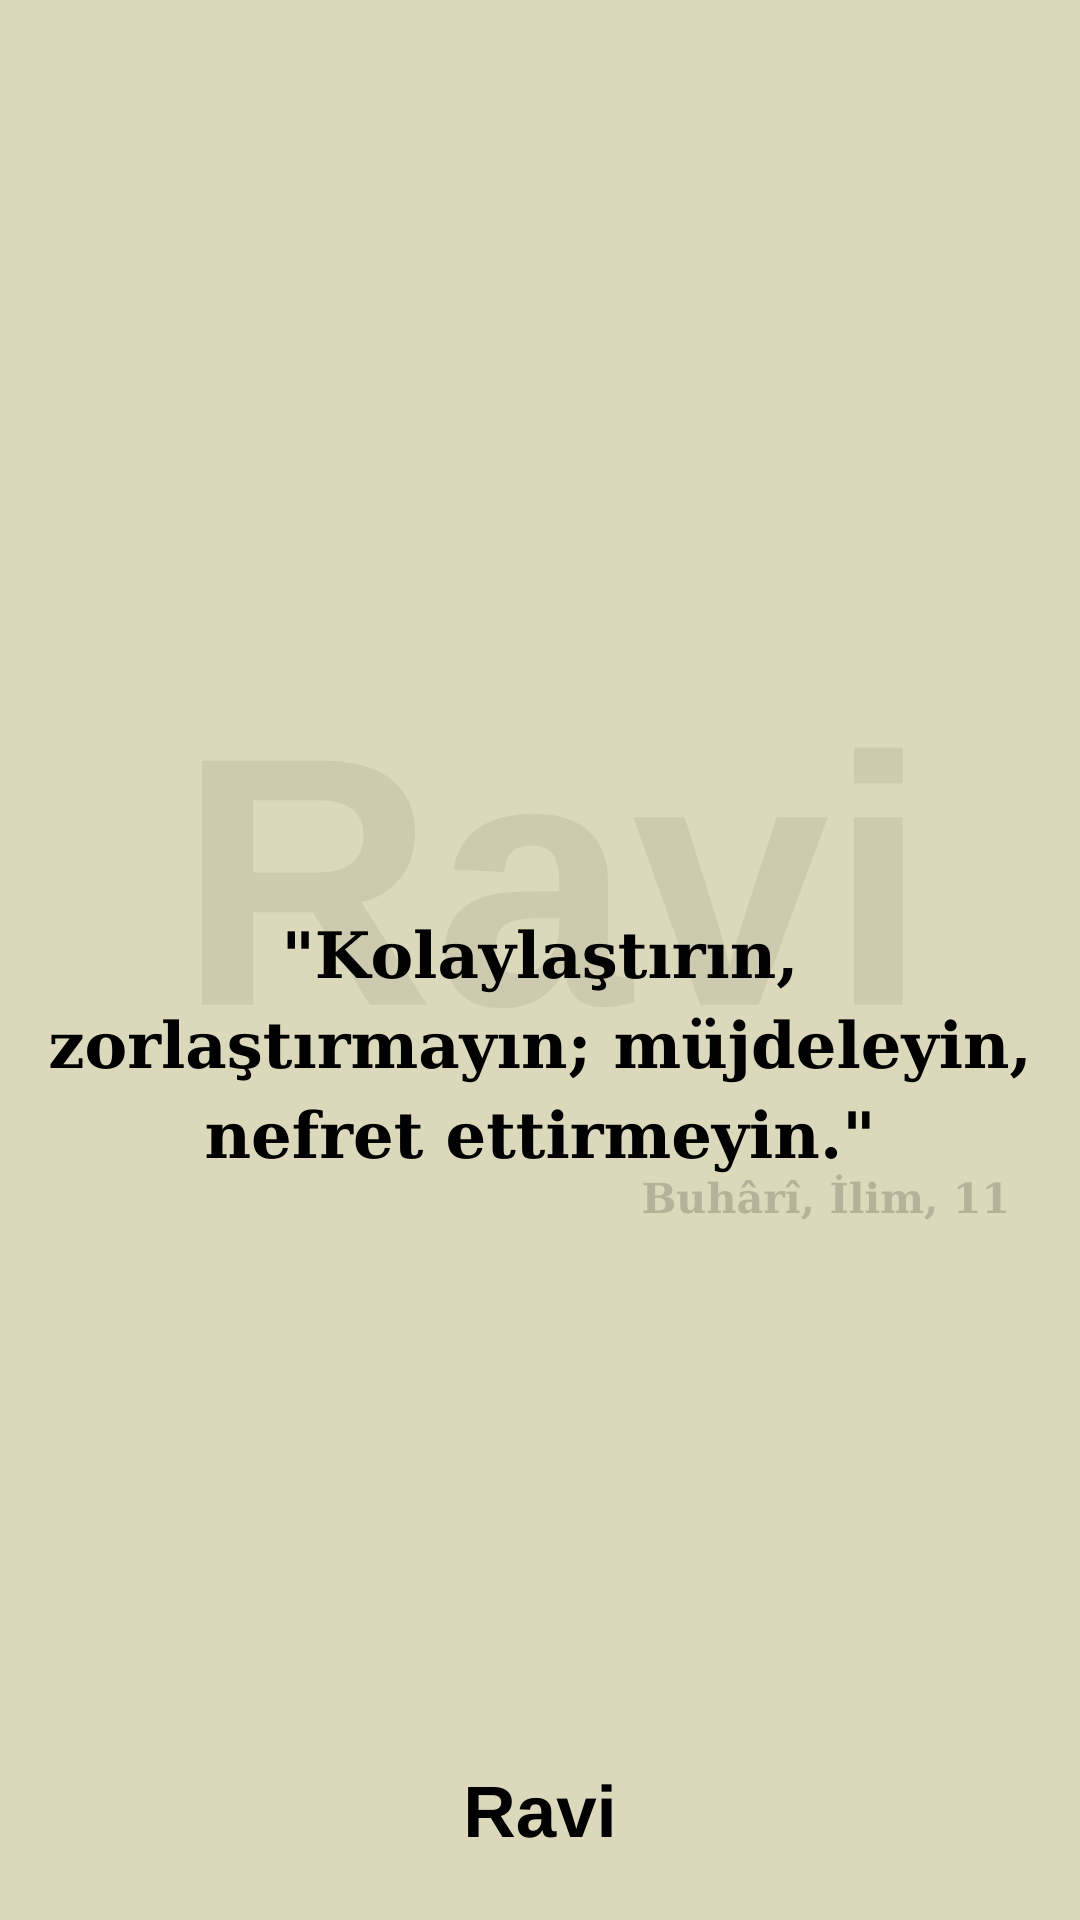 Ravi
"Kolaylaştırın,
zorlaştırmayın; müjdeleyin,
nefret ettirmeyin."
Buhârî, İlim, 11
Ravi